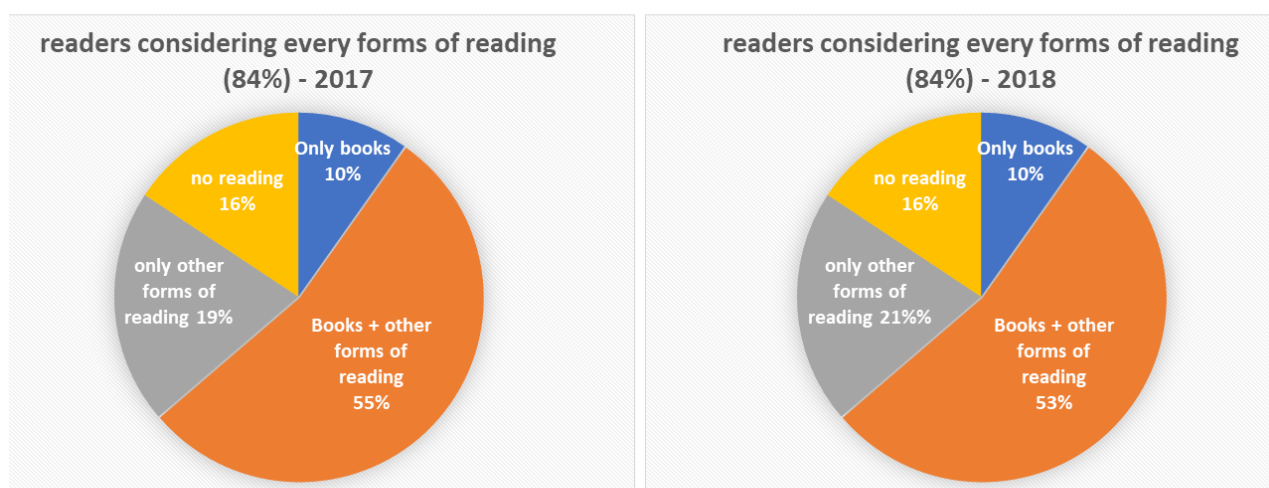 readers considering every forms of reading
(84%) - 2017
Only books
10%
no reading
16%
only other
forms of
reading 19%
Books + other
forms of
reading
55%
readers considering every forms of reading
(84%) - 2018
Only books
10%
no reading
16%
only other
forms of
reading 21%%
Books + other
forms of
reading
53%